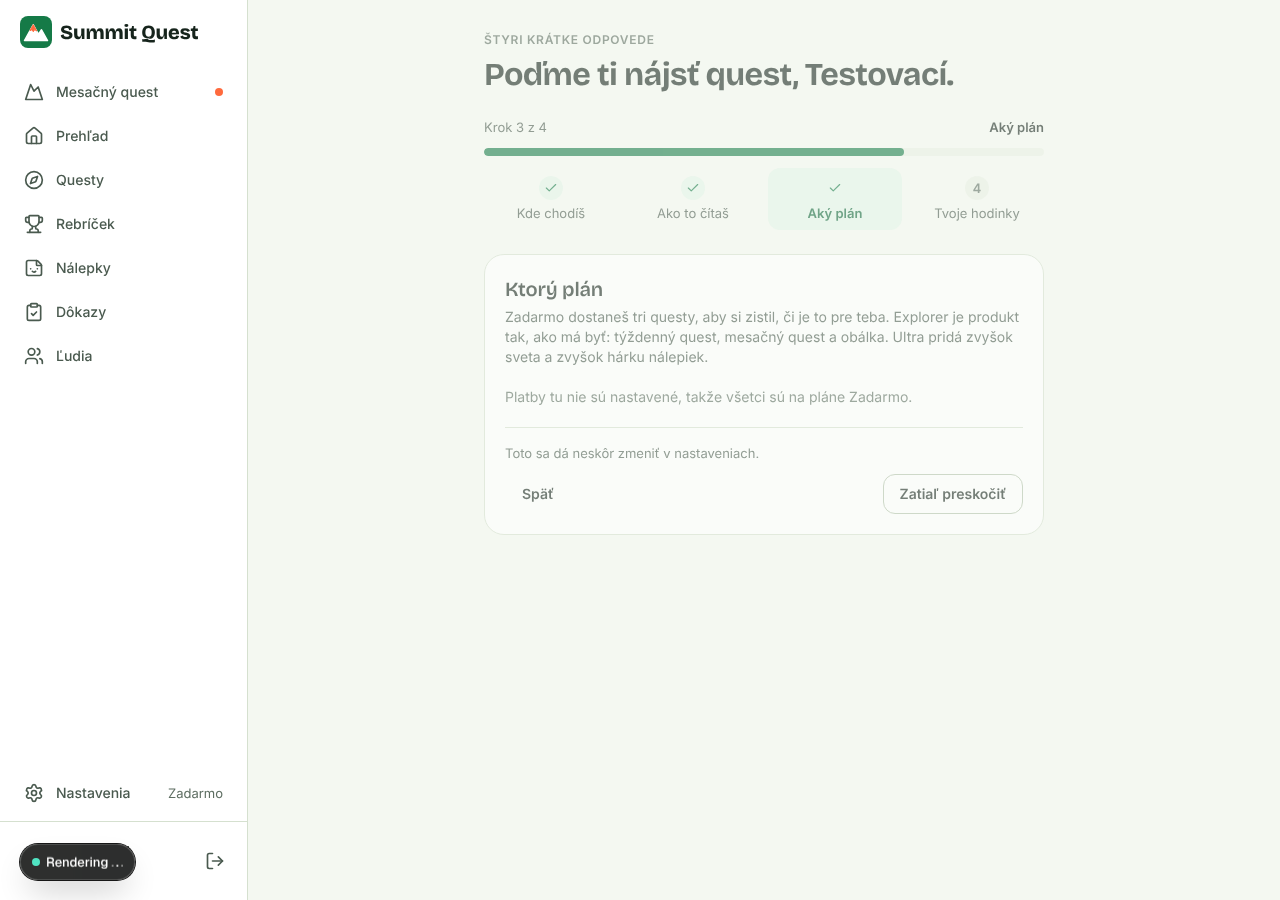 Summit Quest
Mesačný quest
Prehľad
Questy
Rebríček
Nálepky
Dôkazy
Ľudia
Nastavenia
Zadarmo
Rendering ...
ŠTYRI KRÁTKE ODPOVEDE
Poďme ti nájsť quest, Testovací.
Krok 3 z 4
Aký plán
Kde chodíš
Ako to čítaš
Aký plán
4
Tvoje hodinky
Ktorý plán
Zadarmo dostaneš tri questy, aby si zistil, či je to pre teba. Explorer je produkt
tak, ako má byť: týždenný quest, mesačný quest a obálka. Ultra pridá zvyšok
sveta a zvyšok hárku nálepiek.
Platby tu nie sú nastavené, takže všetci sú na pláne Zadarmo.
Toto sa dá neskôr zmeniť v nastaveniach.
Späť
Zatiaľ preskočiť